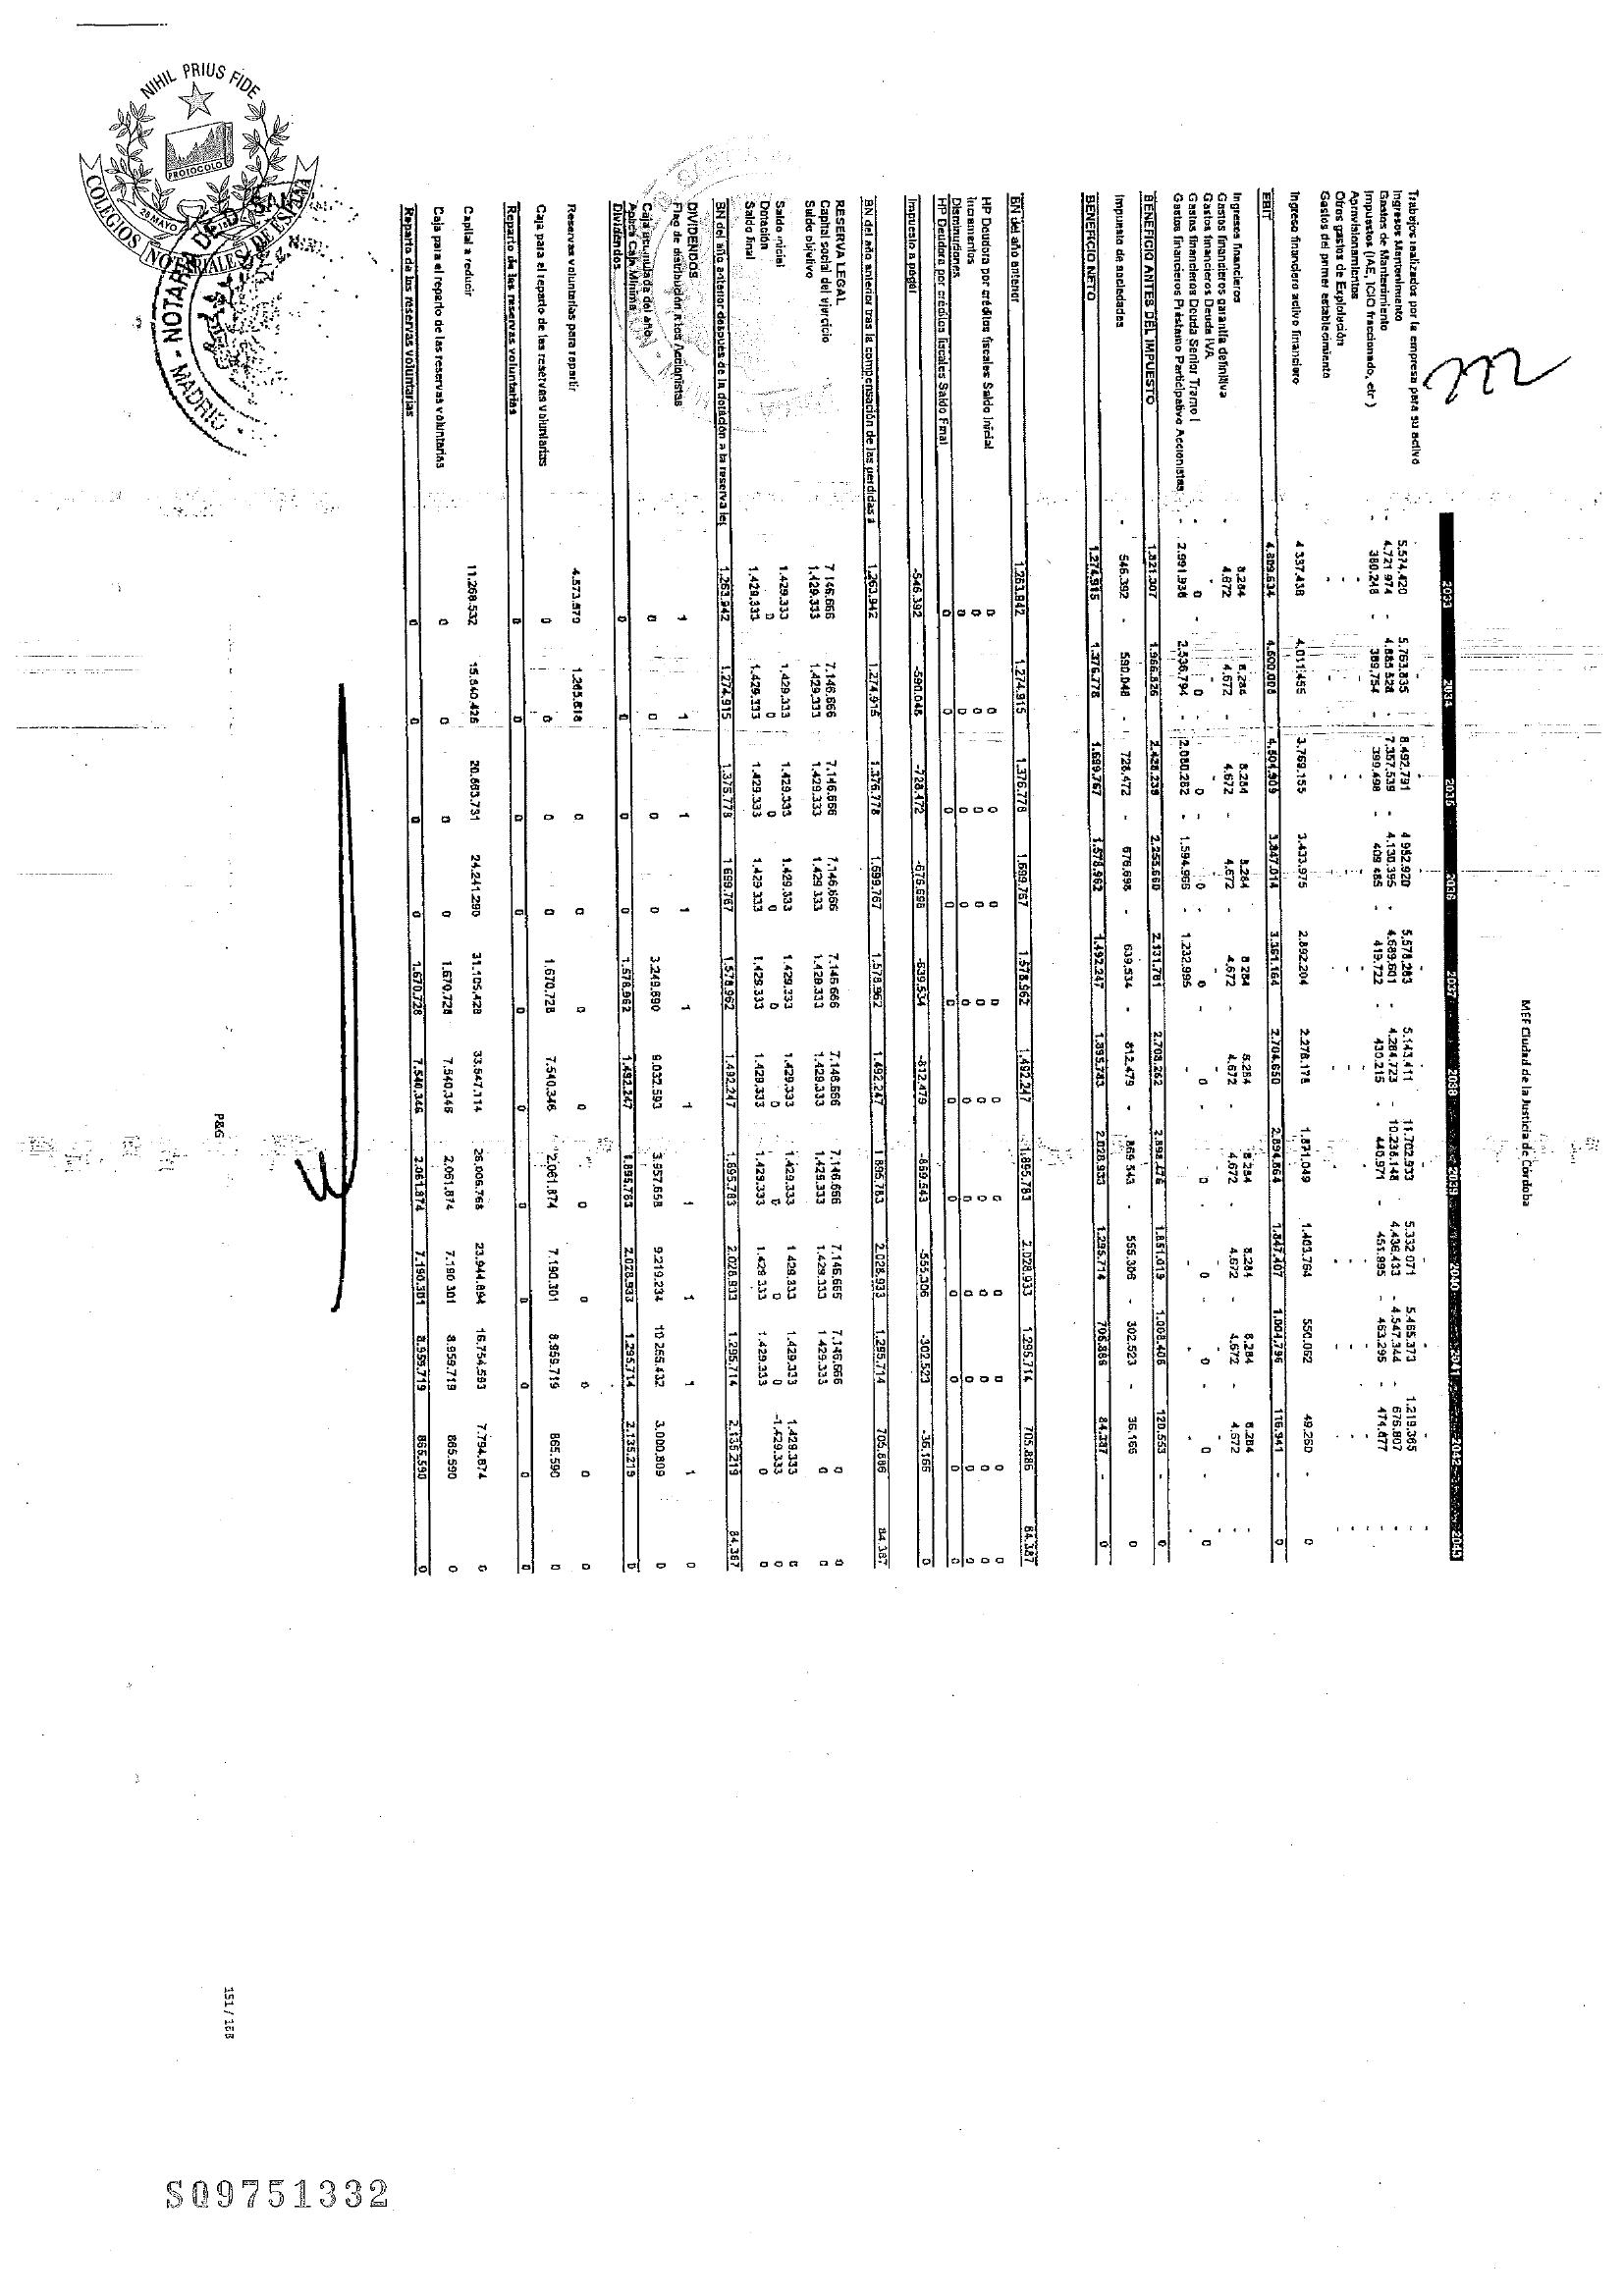 MEF Ciudad de la Justicia de Córdoba
2033 2034 2035 2036 2037 2038 2039 2040 2041 2042 2043
Trabajos realizados por la empresa para su activo - - - - - - - - - - -
Ingresos Mantenimiento 5.574.420 5.763.835 8.492.791 4.952.920 5.578.283 5.143.411 11.702.933 5.332.071 5.465.373 1.219.365 -
Gastos de Mantenimiento - 4.721.974 - 4.885.528 - 7.557.539 - 4.130.395 - 4.689.601 - 4.284.723 - 10.236.148 - 4.436.433 - 4.547.344 - 676.807 -
Impuestos (IAE, ICIO fraccionado, etc) - 380.248 - 389.754 - 399.498 - 409.485 - 419.722 - 430.215 - 440.971 - 451.995 - 463.295 - 474.877 -
Aprovisionamientos
Otros gastos de Explotación
Gastos del primer establecimiento
Ingreso financiero activo financiero 4.337.438 4.011.455 3.769.155 3.433.975 2.892.204 2.276.178 1.871.049 1.403.764 550.062 49.260 - 0
EBIT 4.809.634 4.500.008 4.504.909 3.847.014 3.361.164 2.704.650 2.894.864 1.847.407 1.004.796 116.941 - 0
Ingresos financieros 8.284 8.284 8.284 8.284 8.284 8.284 8.284 8.284 8.284 8.284 -
Gastos financieros garantía definitiva - 4.672 - 4.672 - 4.672 - 4.672 - 4.672 - 4.672 - 4.672 - 4.672 - 4.672 - 4.672 -
Gastos financieros Deuda IVA
Gastos financieros Deuda Senior Tramo I 0 0 0 0 0 0 0 0 0 0 0
Gastos financieros Préstamo Participativo Accionistas - 2.991.938 - 2.536.794 - 2.080.282 - 1.594.966 - 1.232.995
BENEFICIO ANTES DEL IMPUESTO 1.821.307 1.966.826 2.428.239 2.255.660 2.131.781 2.708.262 2.898.476 1.851.019 1.008.408 120.553 - 0
Impuesto de sociedades - 546.392 - 590.048 - 728.472 - 676.698 - 639.534 - 812.479 - 869.543 - 555.306 - 302.523 - 36.166 0
BENEFICIO NETO 1.274.915 1.376.778 1.699.767 1.578.962 1.492.247 1.895.783 2.028.933 1.295.714 705.886 84.387 - 0
BN del año anterior 1.263.942 1.274.915 1.376.778 1.699.767 1.578.962 1.492.247 1.895.783 2.028.933 1.295.714 705.886 84.387
HP Deudora por créditos fiscales Saldo Inicial 0 0 0 0 0 0 0 0 0 0 0
Incrementos 0 0 0 0 0 0 0 0 0 0 0
Disminuciones 0 0 0 0 0 0 0 0 0 0 0
HP Deudora por créditos fiscales Saldo Final 0 0 0 0 0 0 0 0 0 0 0
Impuesto a pagar -546.392 -590.048 -728.472 -676.698 -639.534 -812.479 -869.543 -555.306 -302.523 -36.166 0
BN del año anterior tras la compensación de las perdidas a 1.263.942 1.274.915 1.376.778 1.699.767 1.578.962 1.492.247 1.895.783 2.028.933 1.295.714 705.886 84.387
RESERVA LEGAL
Capital social del ejercicio 7.146.666 7.146.666 7.146.666 7.146.666 7.146.666 7.146.666 7.146.666 7.146.666 7.146.666 0 0
Saldo objetivo 1.429.333 1.429.333 1.429.333 1.429.333 1.429.333 1.429.333 1.429.333 1.429.333 1.429.333 0 0
Saldo inicial 1.429.333 1.429.333 1.429.333 1.429.333 1.429.333 1.429.333 1.429.333 1.429.333 1.429.333 1.429.333 0
Dotación 0 0 0 0 0 0 0 0 0 -1.429.333 0
Saldo final 1.429.333 1.429.333 1.429.333 1.429.333 1.429.333 1.429.333 1.429.333 1.429.333 1.429.333 0 0
BN del año anterior después de la dotación a la reserva leg 1.263.942 1.274.915 1.376.778 1.699.767 1.578.962 1.492.247 1.895.783 2.028.933 1.295.714 2.135.219 84.387
DIVIDENDOS
Flag de distribución a los Accionistas 1 1 1 1 1 1 1 1 1 1 0
Caja acumulada del año 0 0 0 0 3.249.690 9.032.593 3.957.658 9.219.234 10.255.432 3.000.809 0
Aplica Caja Mínima
Dividendos 0 0 0 0 1.578.962 1.492.247 1.895.783 2.028.933 1.295.714 2.135.219 0
Reservas voluntarias para repartir 4.573.570 1.265.818 0 0 0 0 0 0 0 0 0
Caja para el reparto de las reservas voluntarias 0 0 0 0 1.670.728 7.540.346 2.061.874 7.190.301 8.959.719 865.590 0
Reparto de las reservas voluntarias 0 0 0 0 0 0 0 0 0 0 0
Capital a reducir 11.268.532 15.840.426 20.663.731 24.241.290 31.105.428 33.547.114 26.006.768 23.944.894 16.754.593 7.794.874 0
Caja para el reparto de las reservas voluntarias 0 0 0 0 1.670.728 7.540.346 2.061.874 7.190.301 8.959.719 865.590 0
Reparto de las reservas voluntarias 0 0 0 0 1.670.728 7.540.346 2.061.874 7.190.301 8.959.719 865.590 0
P&G
151 / 168
NIHIL PRIUS FIDE
PROTOCOLO
28 MAYO
COLEGIOS NOTARIALES DE ESPAÑA
NOTARIA DE
- MADRID -
SQ9751332